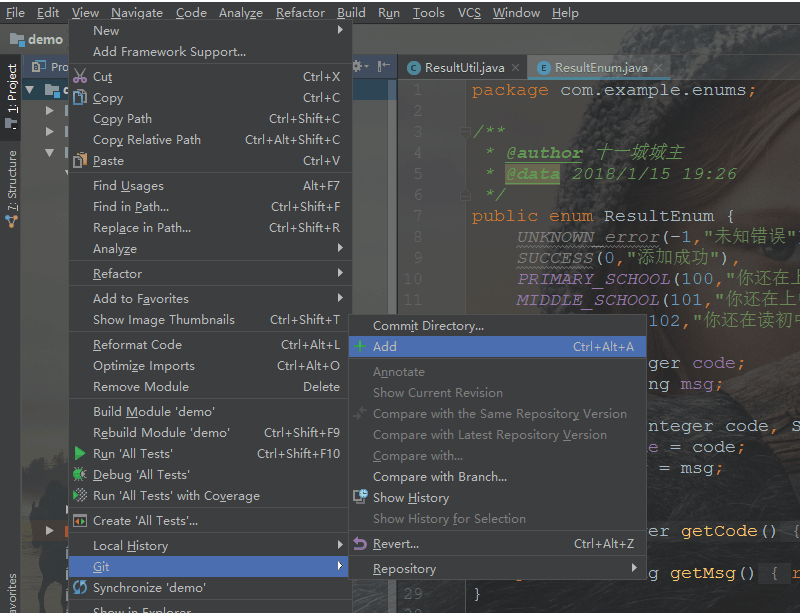 File Edit View Navigate Code Analyze Refactor Build Run Tools VCS Window Help
demo
1: Project
7: Structure
avorites
Pro
New
Add Framework Support...
Cut Ctrl+X
Copy Ctrl+C
Copy Path Ctrl+Shift+C
Copy Relative Path Ctrl+Alt+Shift+C
Paste Ctrl+V
Find Usages Alt+F7
Find in Path... Ctrl+Shift+F
Replace in Path... Ctrl+Shift+R
Analyze
Refactor
Add to Favorites
Show Image Thumbnails Ctrl+Shift+T
Reformat Code Ctrl+Alt+L
Optimize Imports Ctrl+Alt+O
Remove Module Delete
Build Module 'demo'
Rebuild Module 'demo' Ctrl+Shift+F9
Run 'All Tests' Ctrl+Shift+F10
Debug 'All Tests'
Run 'All Tests' with Coverage
Create 'All Tests'...
Local History
Git
Synchronize 'demo'
Show in Explorer
Commit Directory...
Add Ctrl+Alt+A
Annotate
Show Current Revision
Compare with the Same Repository Version
Compare with Latest Repository Version
Compare with...
Compare with Branch...
Show History
Show History for Selection
Revert... Ctrl+Alt+Z
Repository
ResultUtil.java ResultEnum.java
1 package com.example.enums;
2
3 /**
4 * @author 十一城城主
5 * @data 2018/1/15 19:26
6 */
7 public enum ResultEnum {
8 UNKNOWN_error(-1,"未知错误"
9 SUCCESS(0,"添加成功"),
10 PRIMARY_SCHOOL(100,"你还在上
11 MIDDLE_SCHOOL(101,"你还在上
102,"你还在读初中
ger code;
ng msg;
nteger code, S
e = code;
= msg;
er getCode() {
g getMsg() { r
29 }